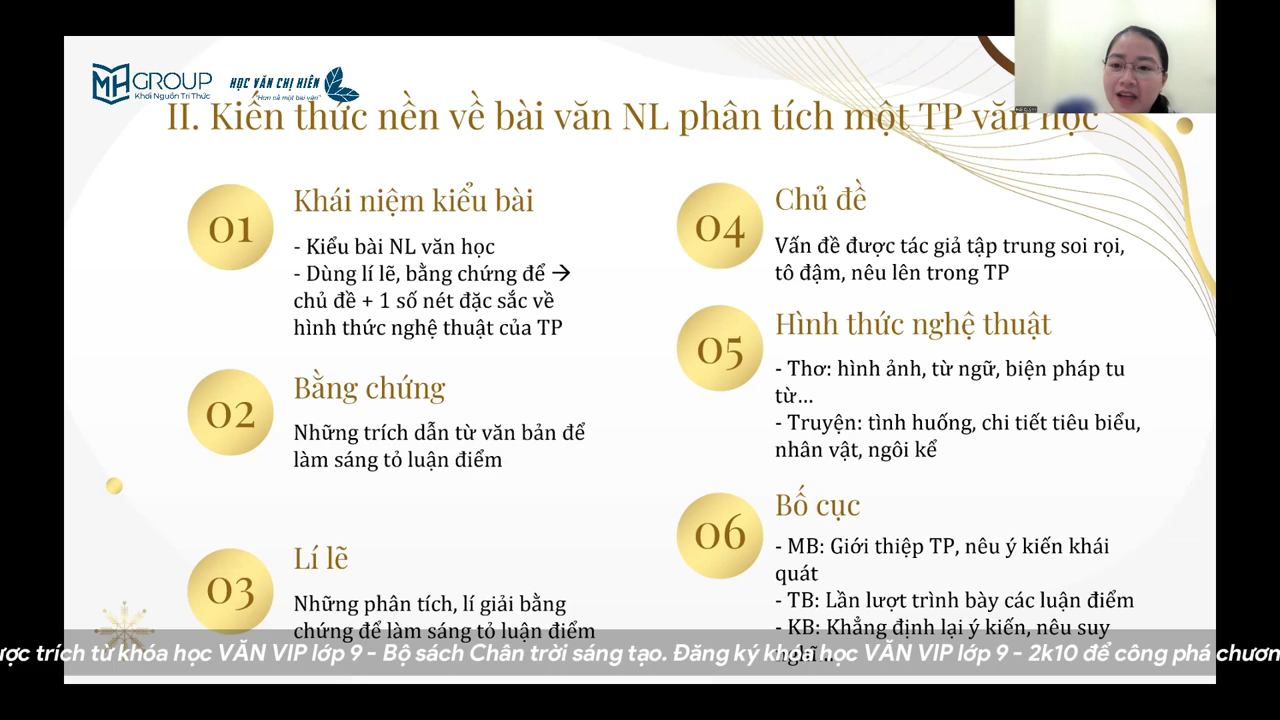 MH GROUP
Khơi Nguồn Tri Thức
HỌC VĂN CHỊ HIÊN
"Hơn cả một bài văn"
II. Kiến thức nền về bài văn NL phân tích một TP văn học
01
Khái niệm kiểu bài
- Kiểu bài NL văn học
- Dùng lí lẽ, bằng chứng để →
chủ đề + 1 số nét đặc sắc về
hình thức nghệ thuật của TP
02
Bằng chứng
Những trích dẫn từ văn bản để
làm sáng tỏ luận điểm
03
Lí lẽ
Những phân tích, lí giải bằng
chứng để làm sáng tỏ luận điểm
04
Chủ đề
Vấn đề được tác giả tập trung soi rọi,
tô đậm, nêu lên trong TP
05
Hình thức nghệ thuật
- Thơ: hình ảnh, từ ngữ, biện pháp tu
từ...
- Truyện: tình huống, chi tiết tiêu biểu,
nhân vật, ngôi kể
06
Bố cục
- MB: Giới thiệp TP, nêu ý kiến khái
quát
- TB: Lần lượt trình bày các luận điểm
- KB: Khẳng định lại ý kiến, nêu suy
nghĩ...
ược trích từ khóa học VĂN VIP lớp 9 - Bộ sách Chân trời sáng tạo. Đăng ký khóa học VĂN VIP lớp 9 - 2k10 để công phá chươn